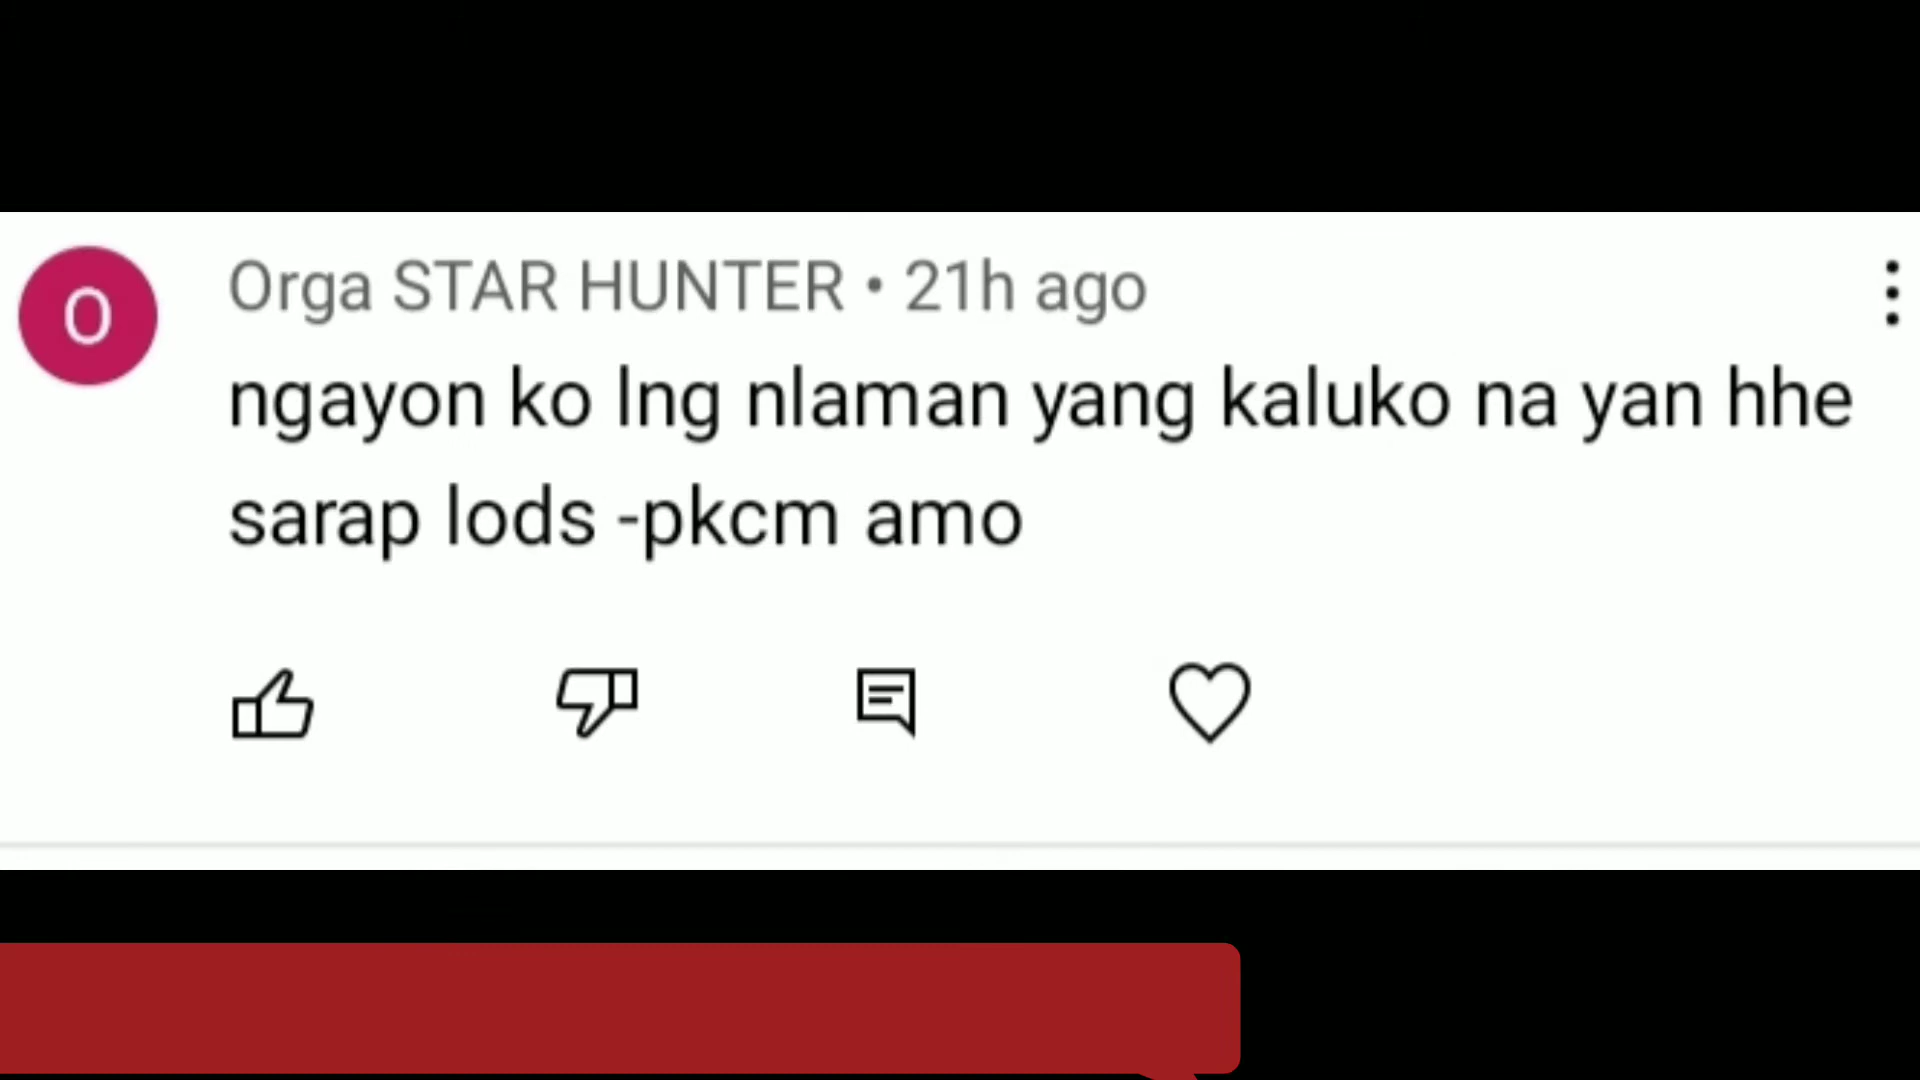 O
Orga STAR HUNTER • 21h ago
ngayon ko lng nlaman yang kaluko na yan hhe
sarap lods -pkcm amo